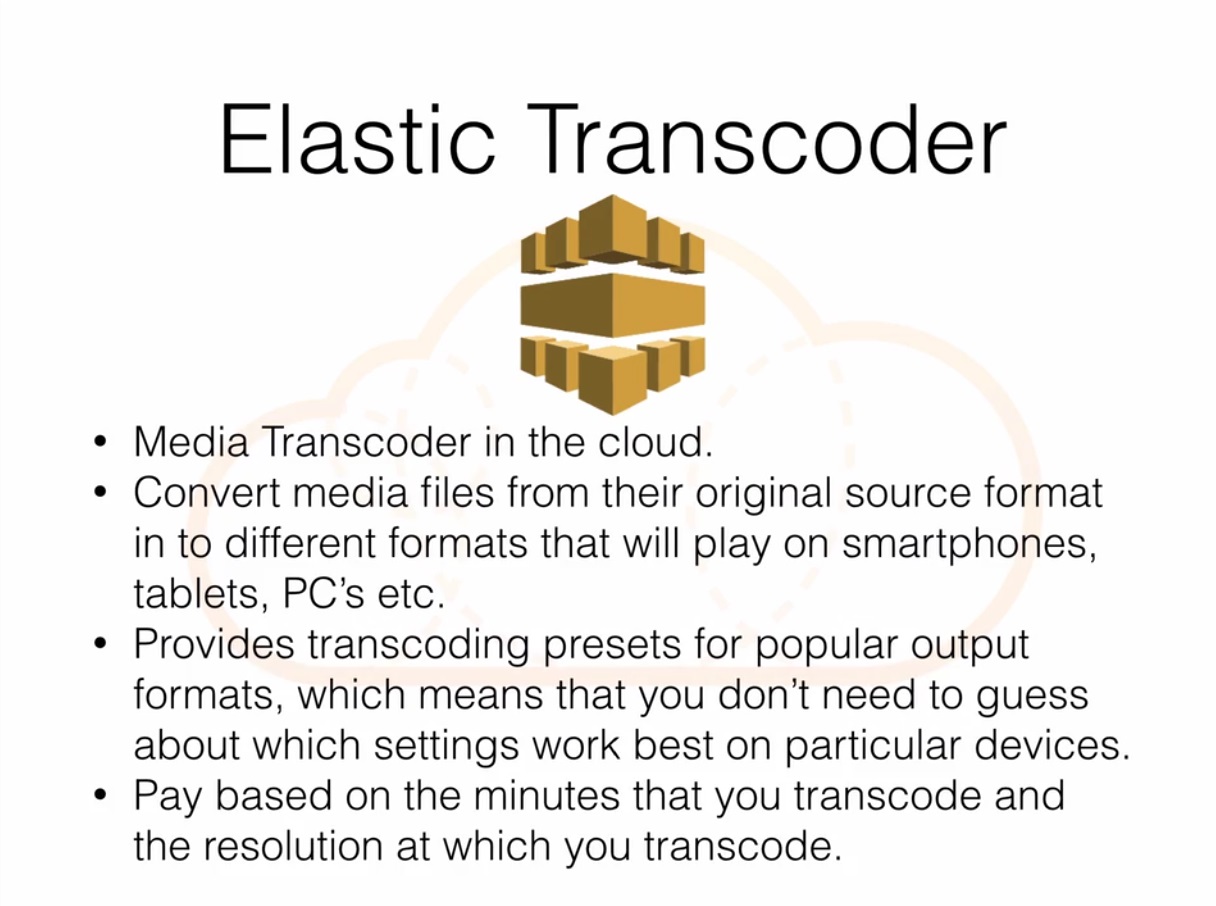 Elastic Transcoder
• Media Transcoder in the cloud.
• Convert media files from their original source format
in to different formats that will play on smartphones,
tablets, PC’s etc.
• Provides transcoding presets for popular output
formats, which means that you don’t need to guess
about which settings work best on particular devices.
• Pay based on the minutes that you transcode and
the resolution at which you transcode.